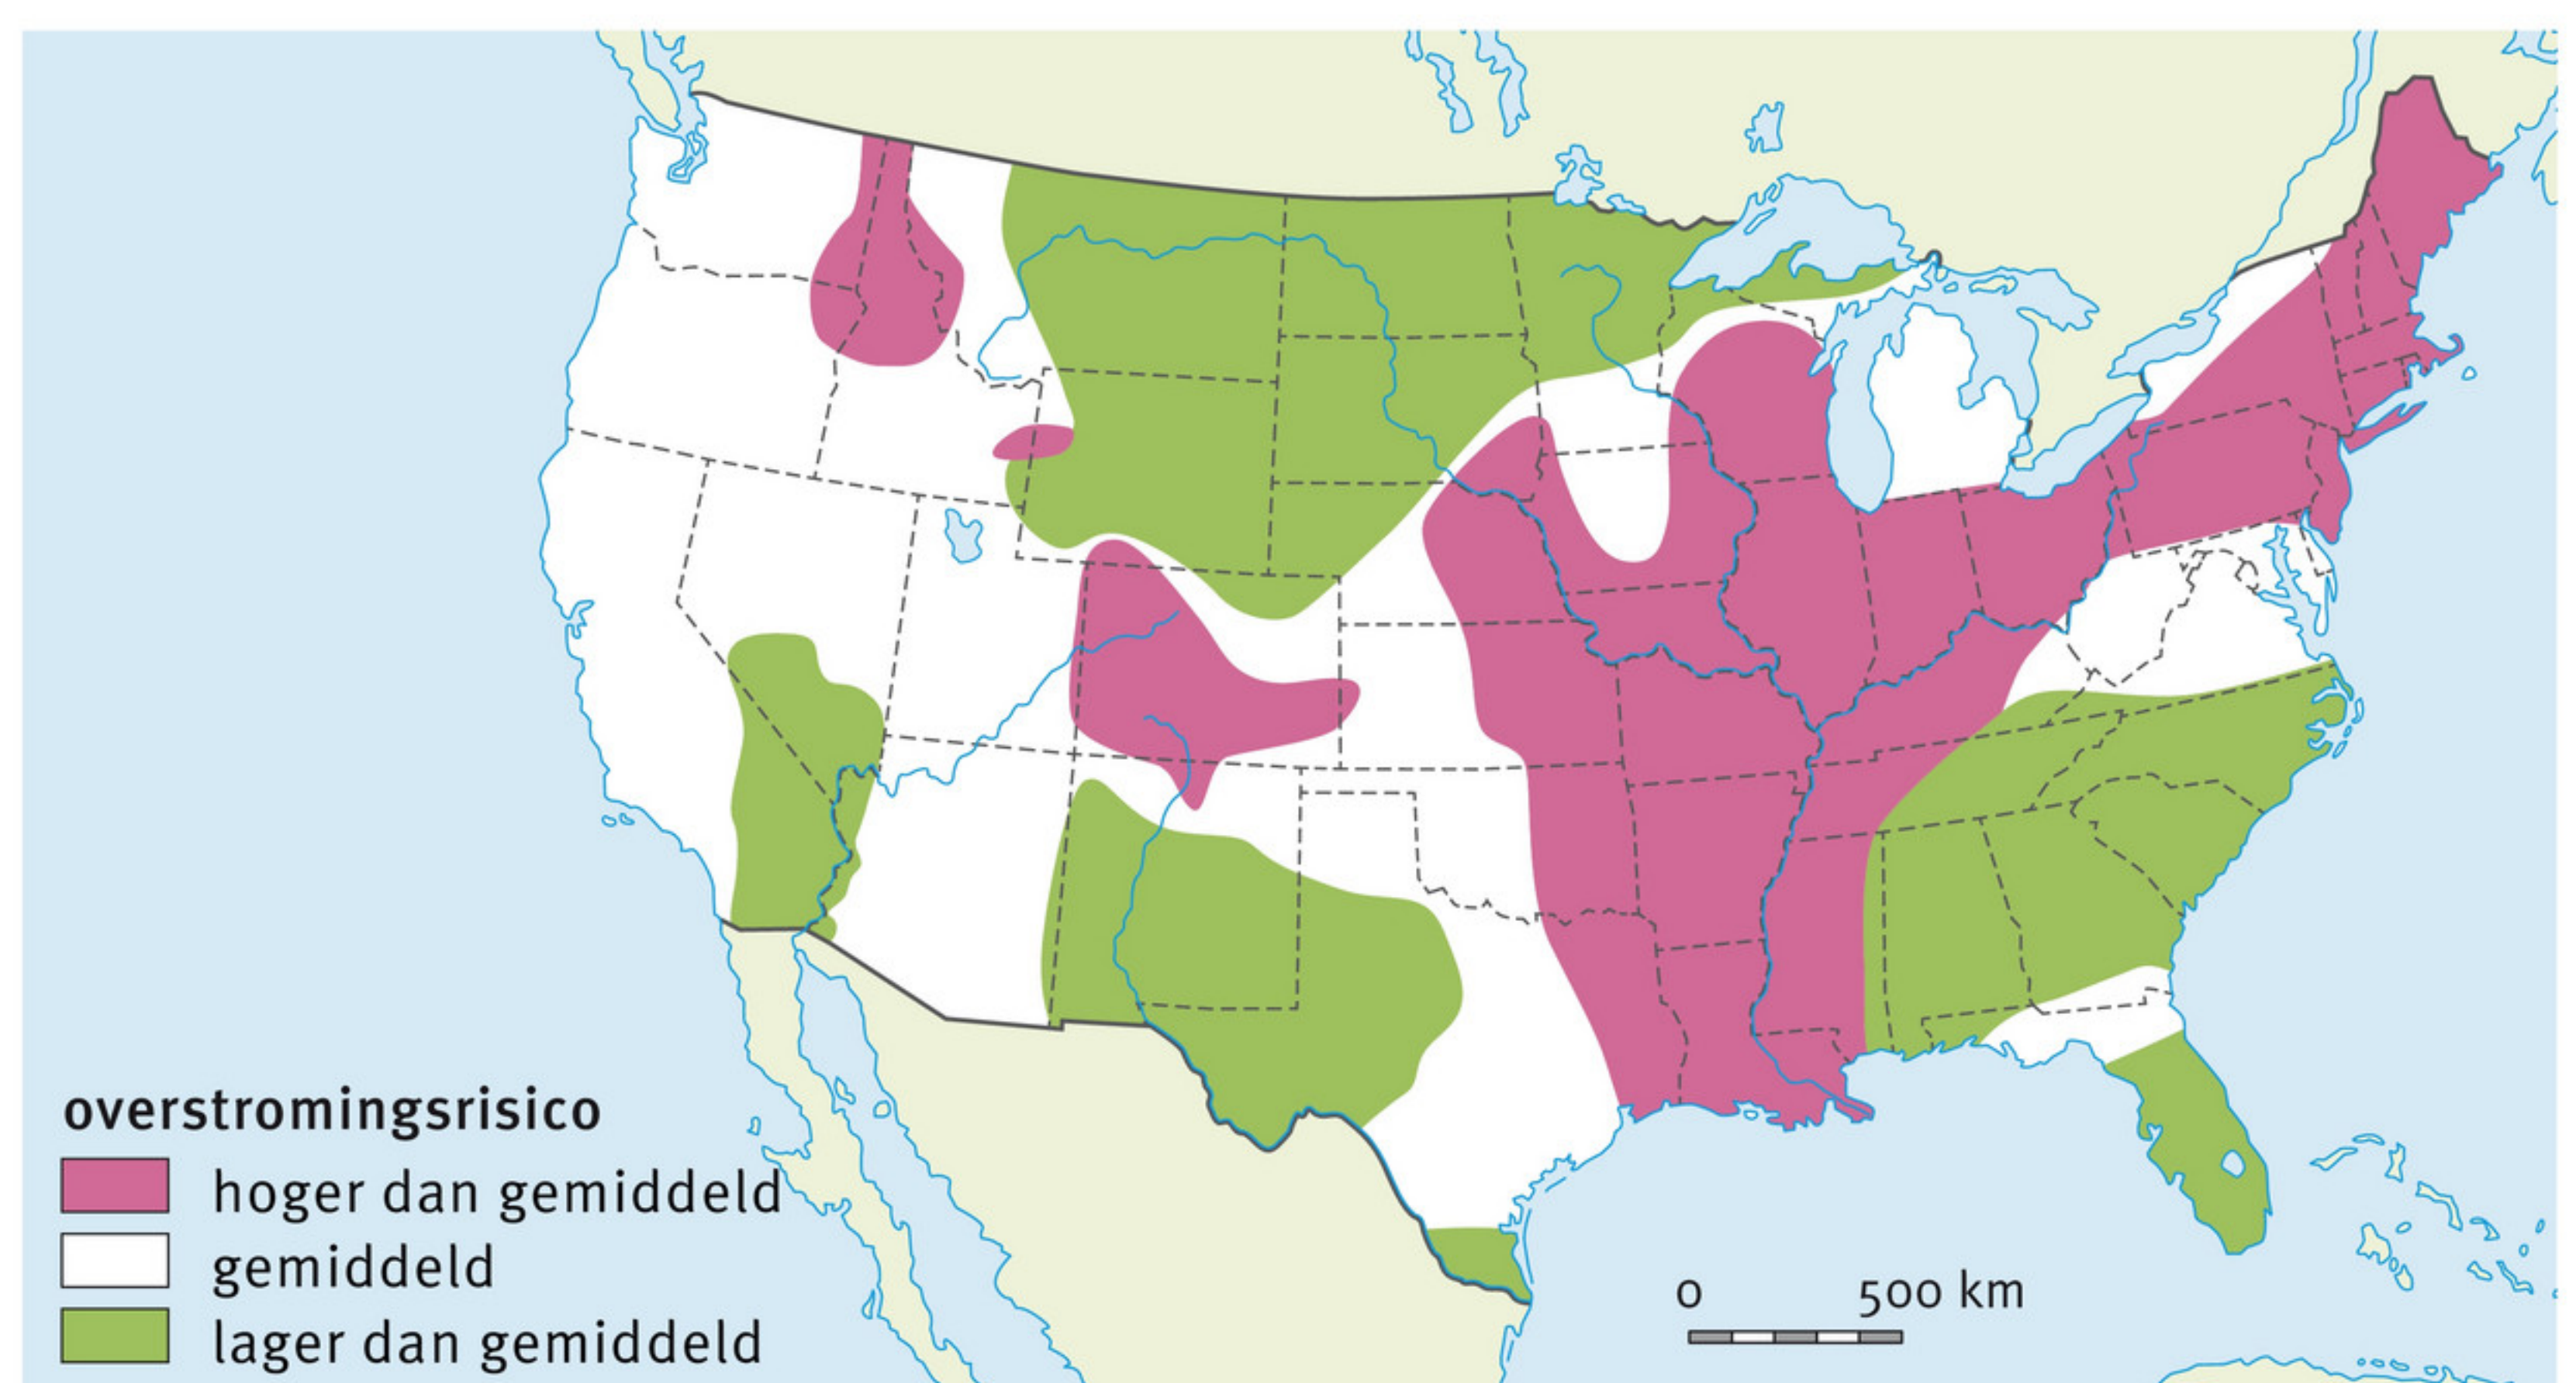 overstromingsrisico
hoger dan gemiddeld
gemiddeld
lager dan gemiddeld
0 500 km